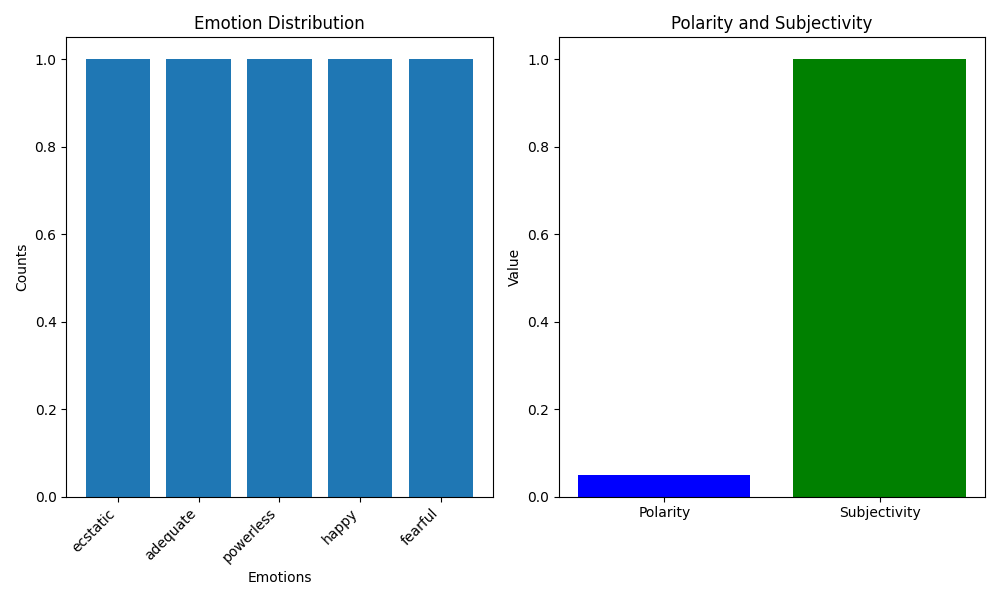 Emotion Distribution
Counts
1.0
0.8
0.6
0.4
0.2
0.0
ecstatic
adequate
powerless
happy
fearful
Emotions
Polarity and Subjectivity
Value
1.0
0.8
0.6
0.4
0.2
0.0
Polarity
Subjectivity